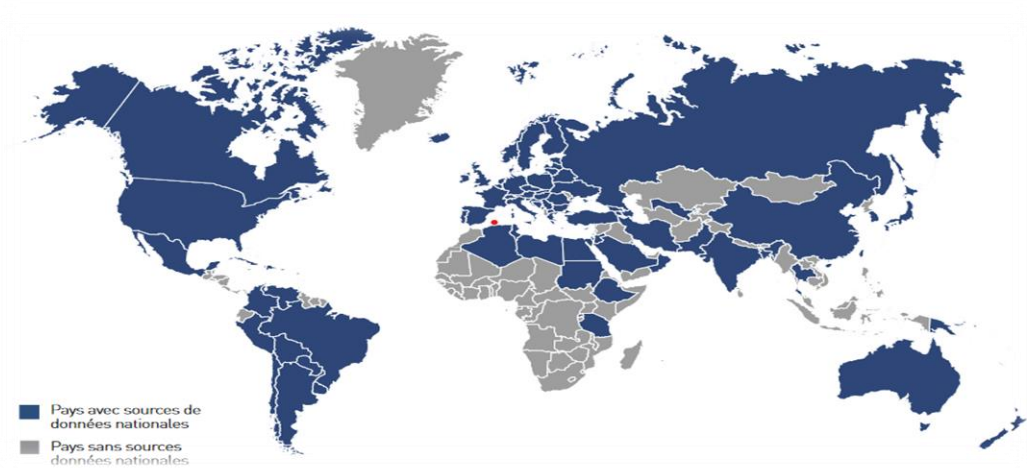 Pays avec sources de
données nationales
Pays sans sources
données nationales